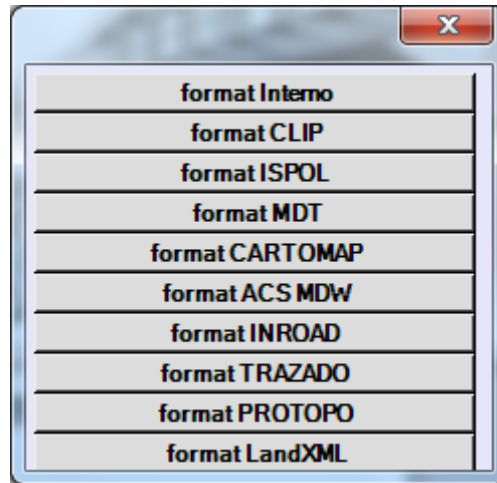 format Interno
format CLIP
format ISPOL
format MDT
format CARTOMAP
format ACS MDW
format INROAD
format TRAZADO
format PROTOPO
format LandXML